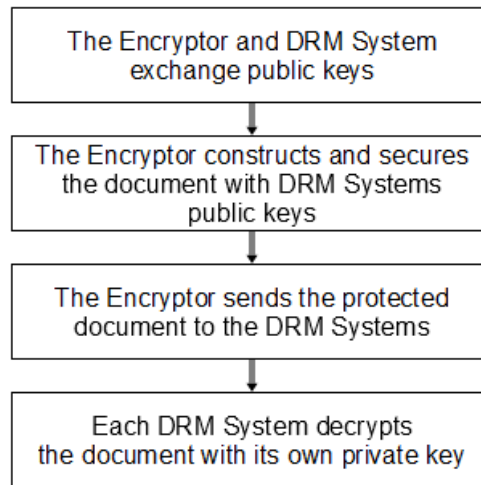 The Encryptor and DRM System
exchange public keys
The Encryptor constructs and secures
the document with DRM Systems
public keys
The Encryptor sends the protected
document to the DRM Systems
Each DRM System decrypts
the document with its own private key